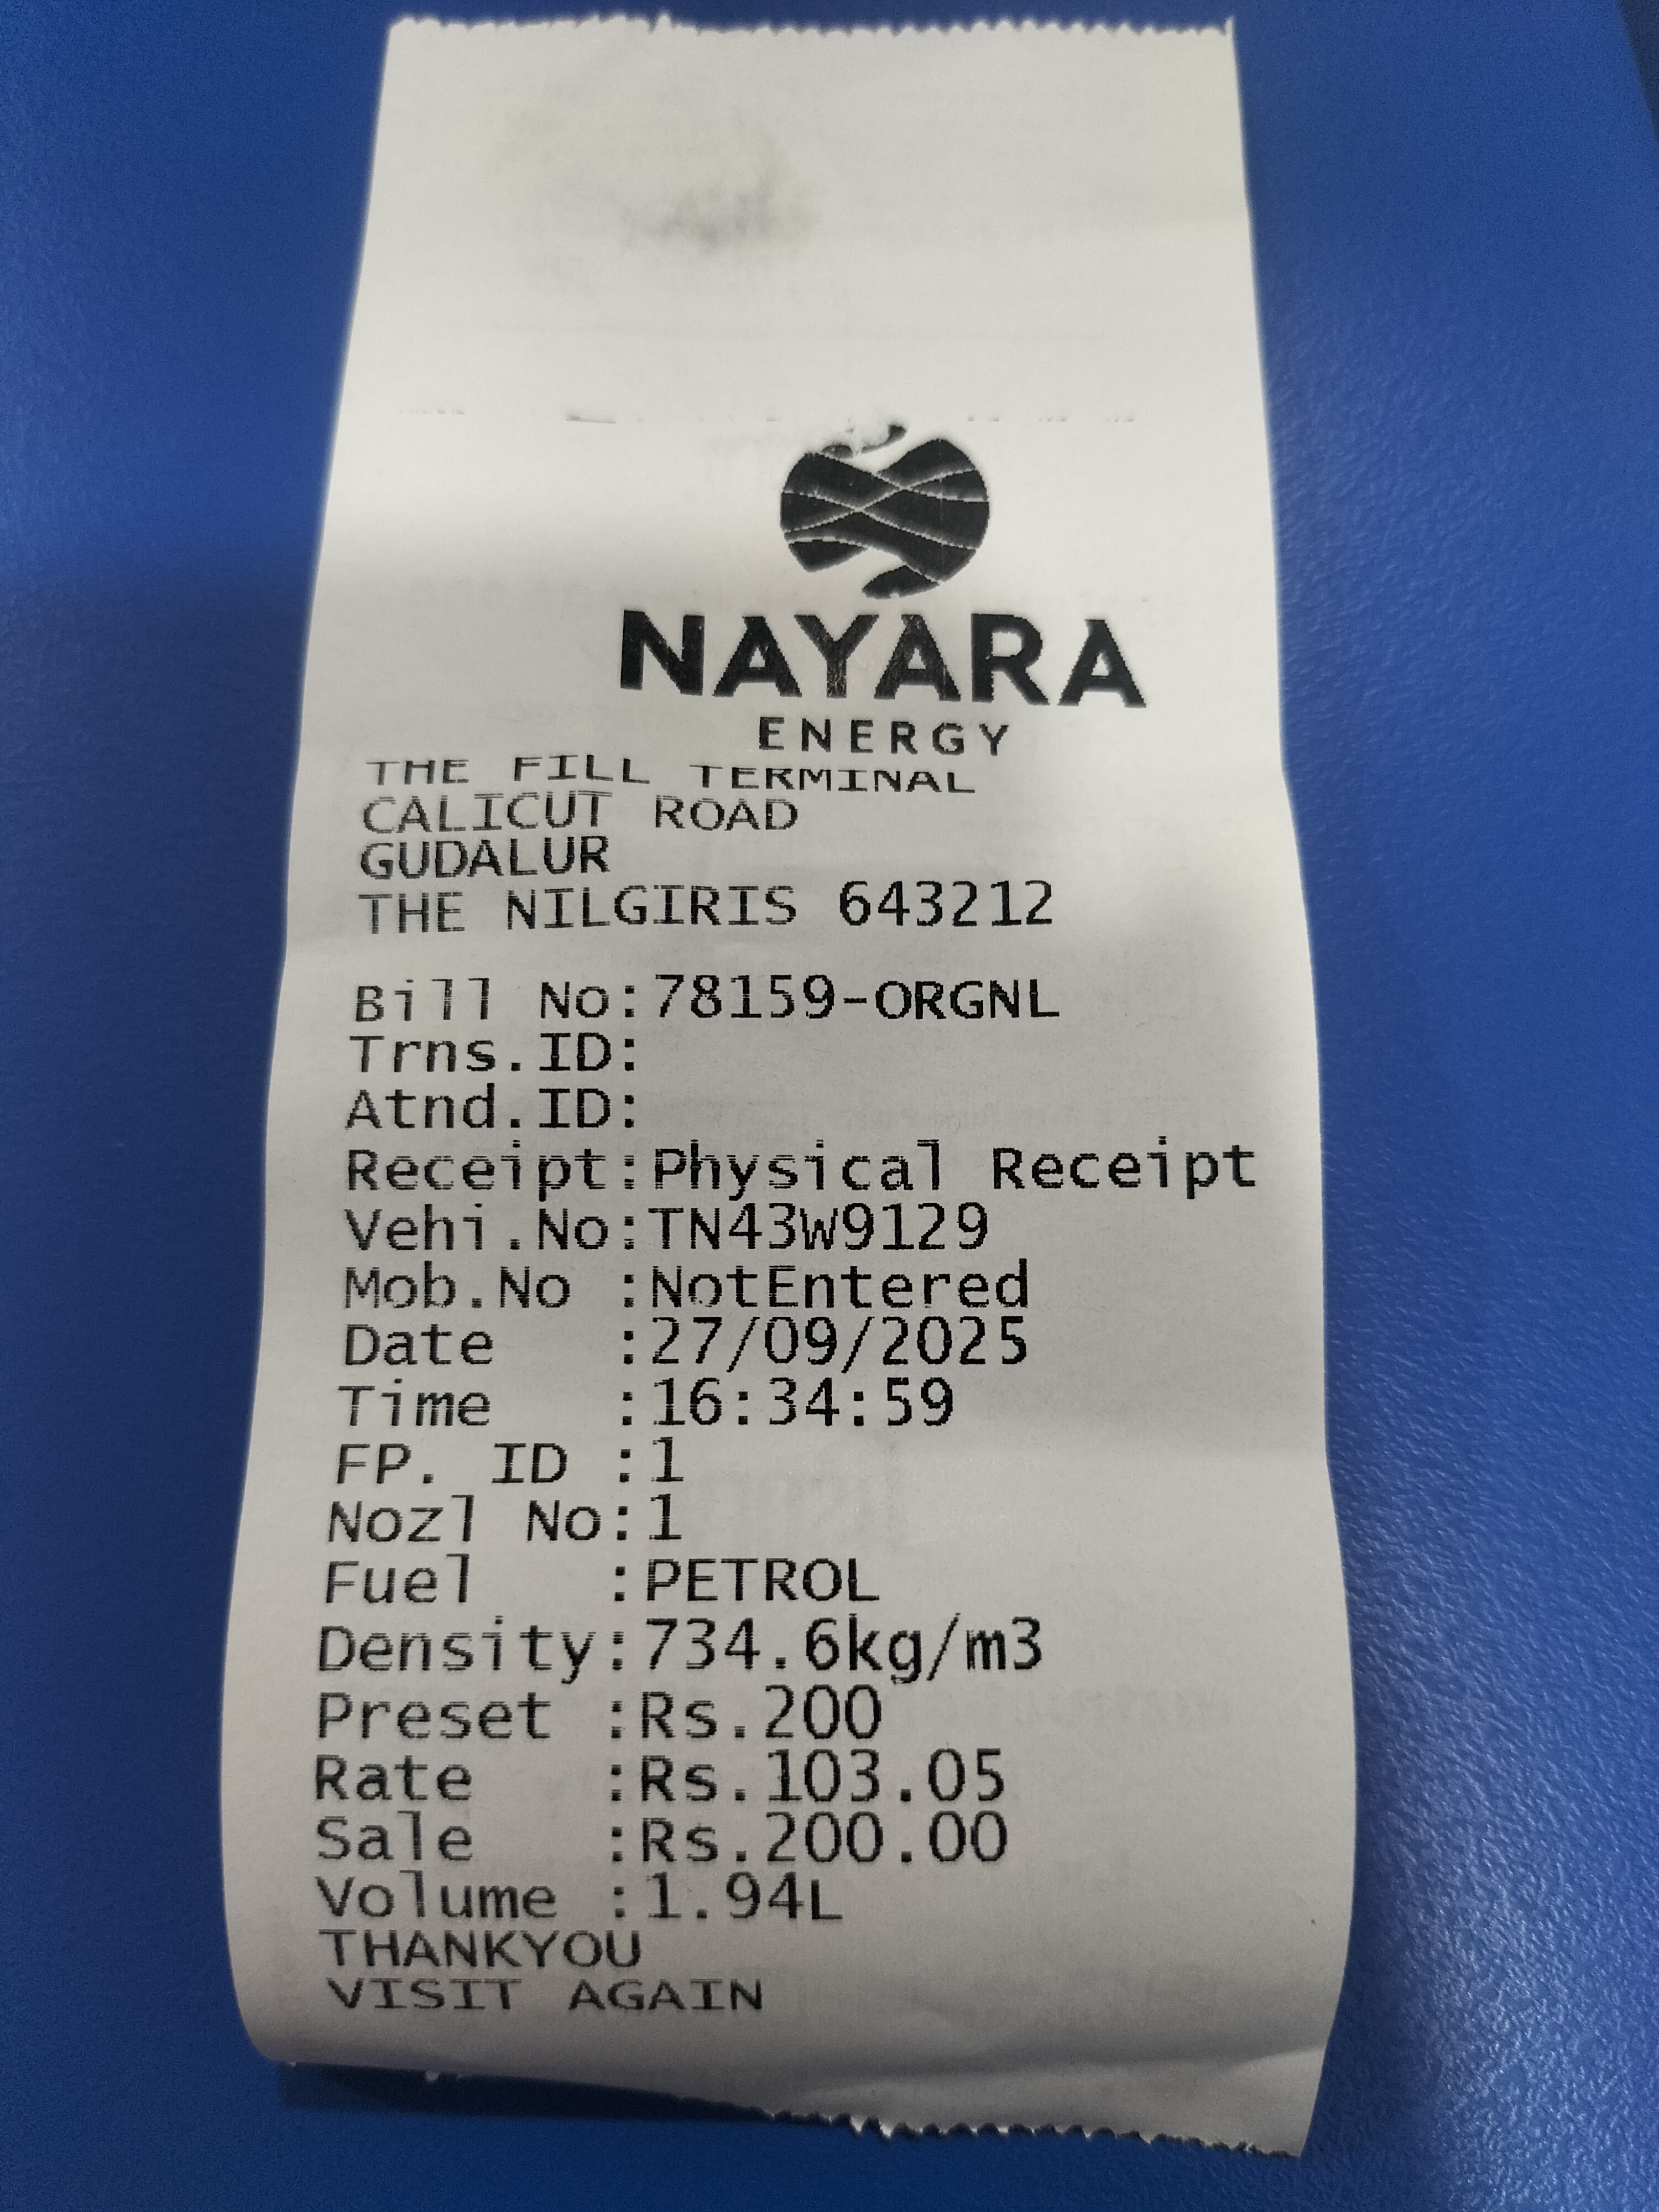 NAYARA
ENERGY
THE FILL TERMINAL
CALICUT ROAD
GUDALUR
THE NILGIRIS 643212
Bill No:78159-ORGNL
Trns.ID:
Atnd.ID:
Receipt:Physical Receipt
Vehi.No:TN43W9129
Mob.No :NotEntered
Date   :27/09/2025
Time   :16:34:59
FP. ID :1
Nozl No:1
Fuel   :PETROL
Density:734.6kg/m3
Preset :Rs.200
Rate   :Rs.103.05
Sale   :Rs.200.00
Volume :1.94L
THANKYOU
VISIT AGAIN